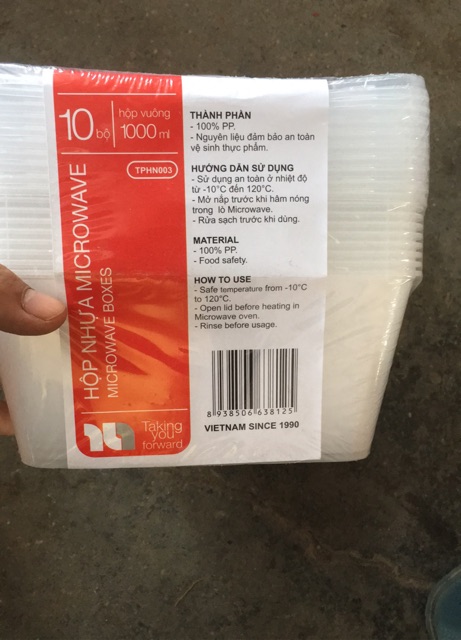 10 bộ
hộp vuông
1000 ml
TPHN003
HỘP NHỰA MICROWAVE
MICROWAVE BOXES
Taking
you
forward
THÀNH PHẦN
- 100% PP.
- Nguyên liệu đảm bảo an toàn
vệ sinh thực phẩm.
HƯỚNG DẪN SỬ DỤNG
- Sử dụng an toàn ở nhiệt độ
từ -10°C đến 120°C.
- Mở nắp trước khi hâm nóng
trong lò Microwave.
- Rửa sạch trước khi dùng.
MATERIAL
- 100% PP.
- Food safety.
HOW TO USE
- Safe temperature from -10°C
to 120°C.
- Open lid before heating in
Microwave oven.
- Rinse before usage.
8 938506 638125
VIETNAM SINCE 1990